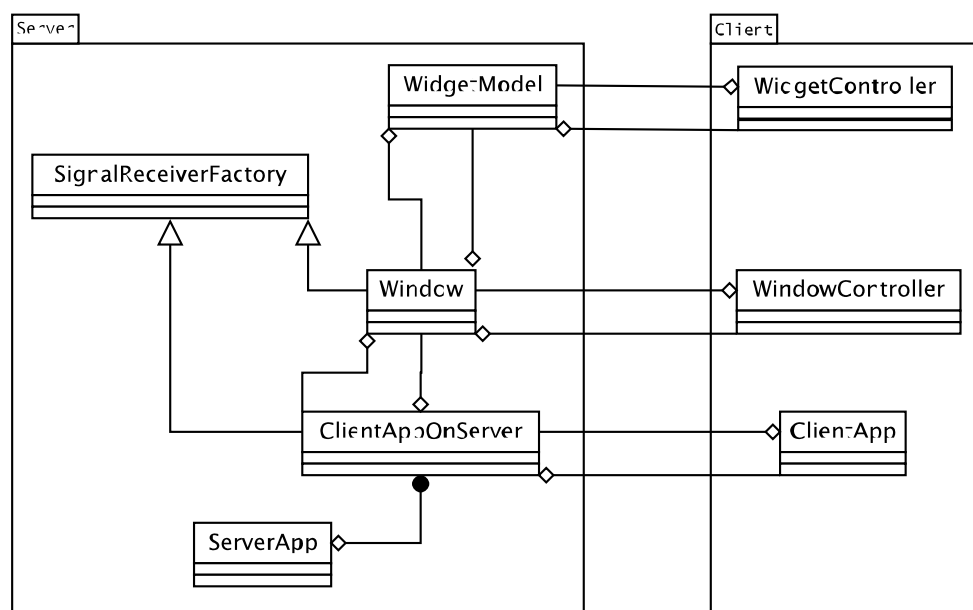 Server
Client
WidgetModel
WidgetController
SignalReceiverFactory
Window
WindowController
ClientAppOnServer
ClientApp
ServerApp